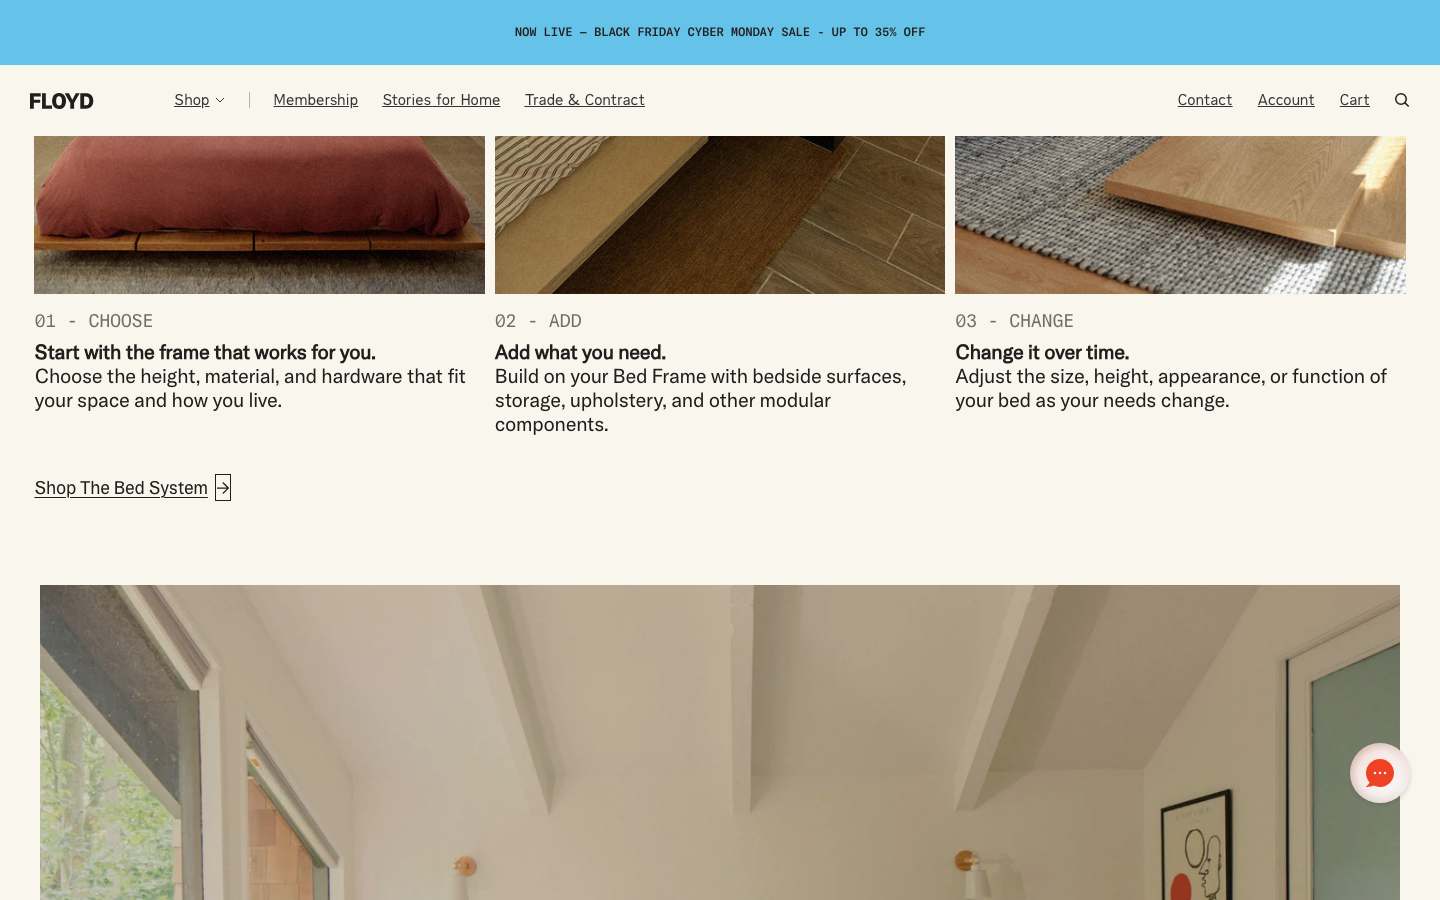 NOW LIVE — BLACK FRIDAY CYBER MONDAY SALE - UP TO 35% OFF
FLOYD
Shop
Membership
Stories for Home
Trade & Contract
Contact
Account
Cart
01 - CHOOSE
Start with the frame that works for you.
Choose the height, material, and hardware that fit
your space and how you live.
02 - ADD
Add what you need.
Build on your Bed Frame with bedside surfaces,
storage, upholstery, and other modular
components.
03 - CHANGE
Change it over time.
Adjust the size, height, appearance, or function of
your bed as your needs change.
Shop The Bed System